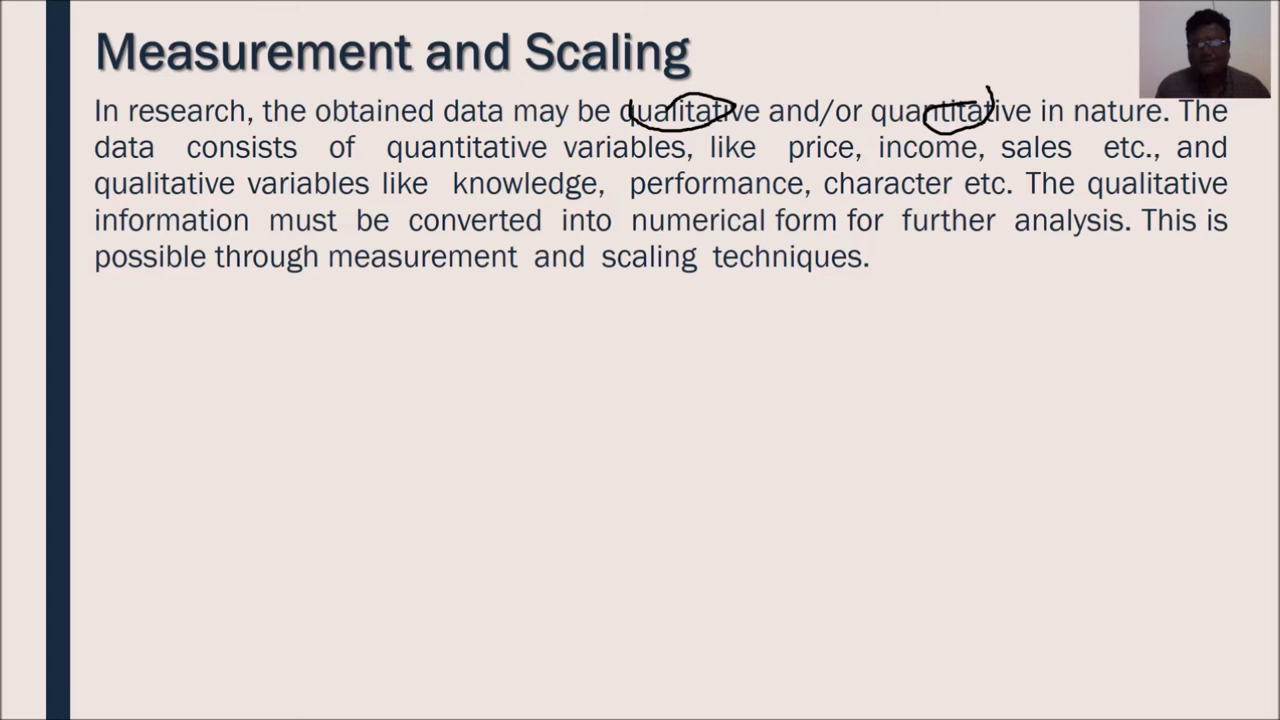 Measurement and Scaling
In research, the obtained data may be qualitative and/or quantitative in nature. The
data consists of quantitative variables, like price, income, sales etc., and
qualitative variables like knowledge, performance, character etc. The qualitative
information must be converted into numerical form for further analysis. This is
possible through measurement and scaling techniques.